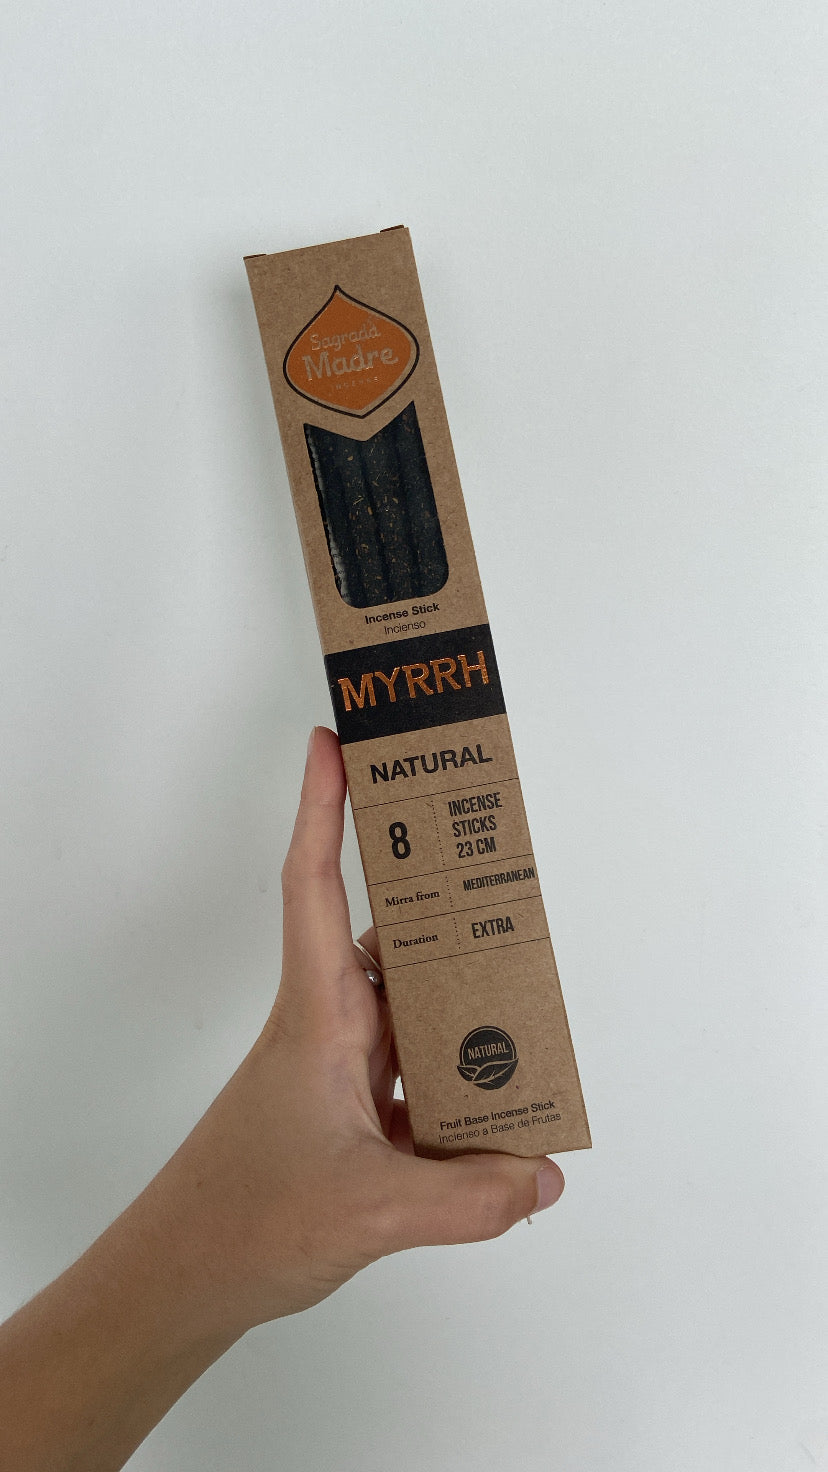 Sagrada
Madre
INCENSE
Incense Stick
Incienso
MYRRH
NATURAL
8
INCENSE
STICKS
23 CM
Mirra from
MEDITERRANEAN
Duration
EXTRA
NATURAL
Fruit Base Incense Stick
Incienso a Base de Frutas